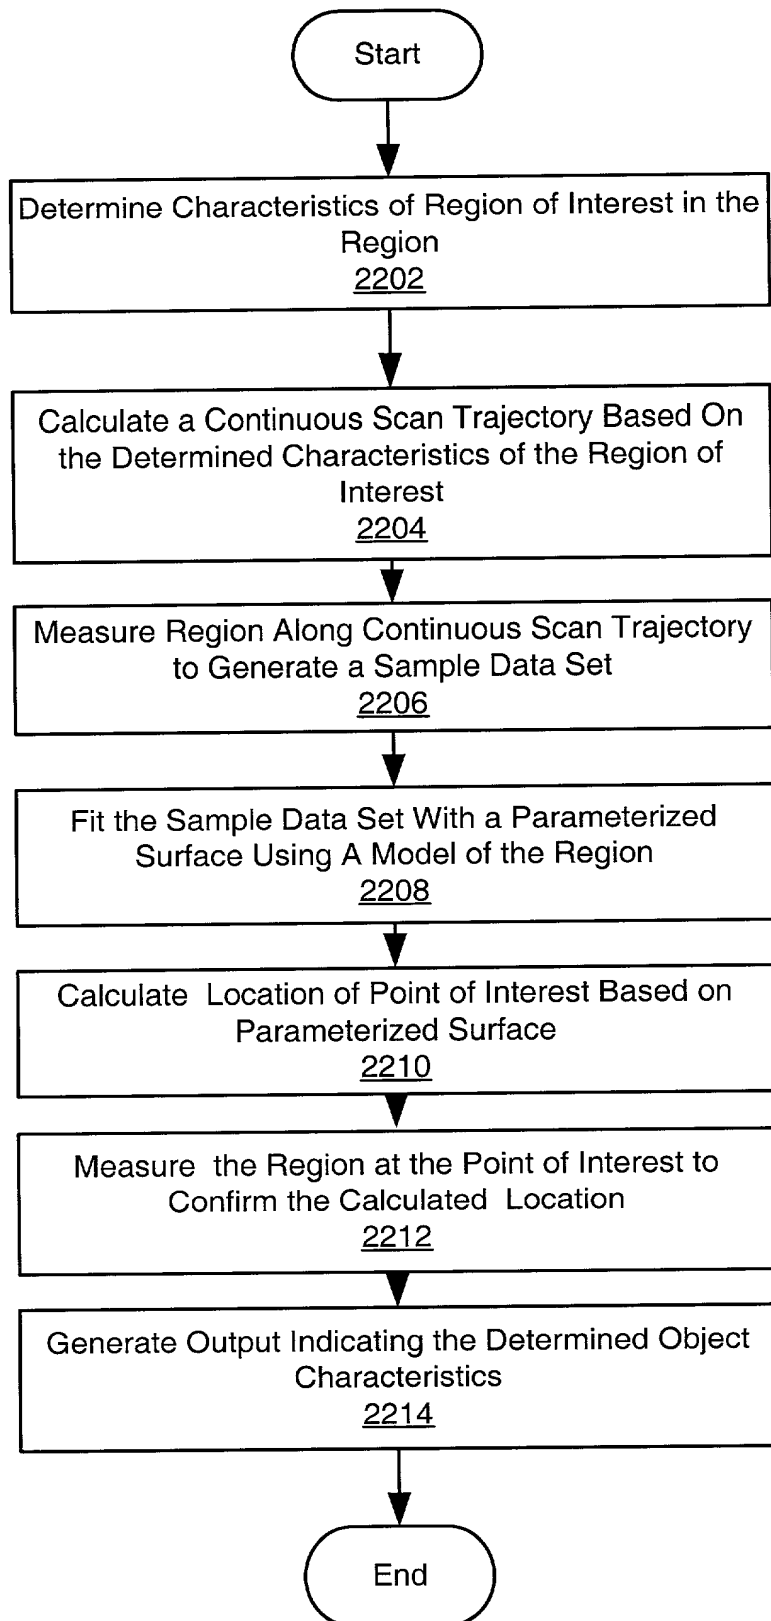 Start
Determine Characteristics of Region of Interest in the
Region
2202
Calculate a Continuous Scan Trajectory Based On
the Determined Characteristics of the Region of
Interest
2204
Measure Region Along Continuous Scan Trajectory
to Generate a Sample Data Set
2206
Fit the Sample Data Set With a Parameterized
Surface Using A Model of the Region
2208
Calculate Location of Point of Interest Based on
Parameterized Surface
2210
Measure the Region at the Point of Interest to
Confirm the Calculated Location
2212
Generate Output Indicating the Determined Object
Characteristics
2214
End